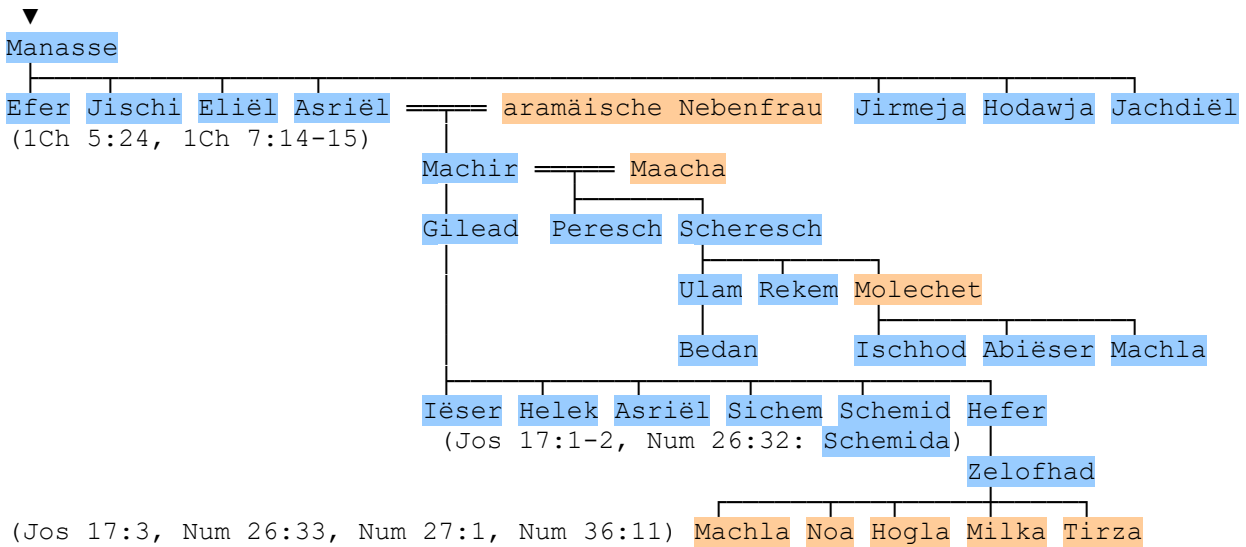 ▼
Manasse
Efer Jischi Eliël Asriël aramäische Nebenfrau Jirmeja Hodawja Jachdiël
(1Ch 5:24, 1Ch 7:14-15)
Machir Maacha
Gilead Peresch Scheresch
Ulam Rekem Molechet
Bedan Ischhod Abiëser Machla
Iëser Helek Asriël Sichem Schemid Hefer
(Jos 17:1-2, Num 26:32: Schemida)
Zelofhad
(Jos 17:3, Num 26:33, Num 27:1, Num 36:11) Machla Noa Hogla Milka Tirza